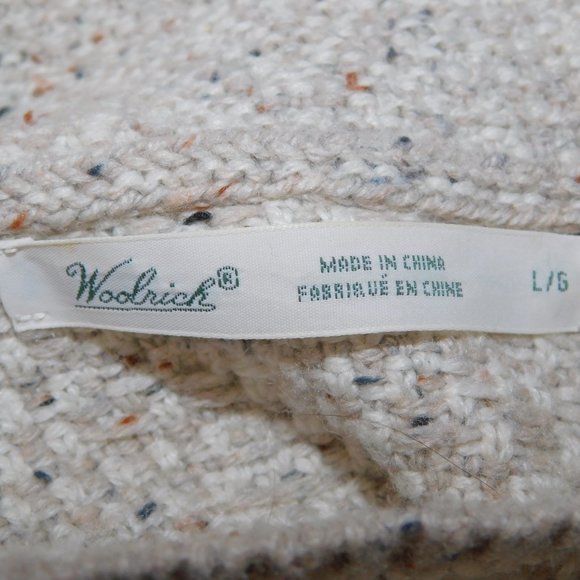 Woolrich®
MADE IN CHINA
FABRIQUÉ EN CHINE
L/G